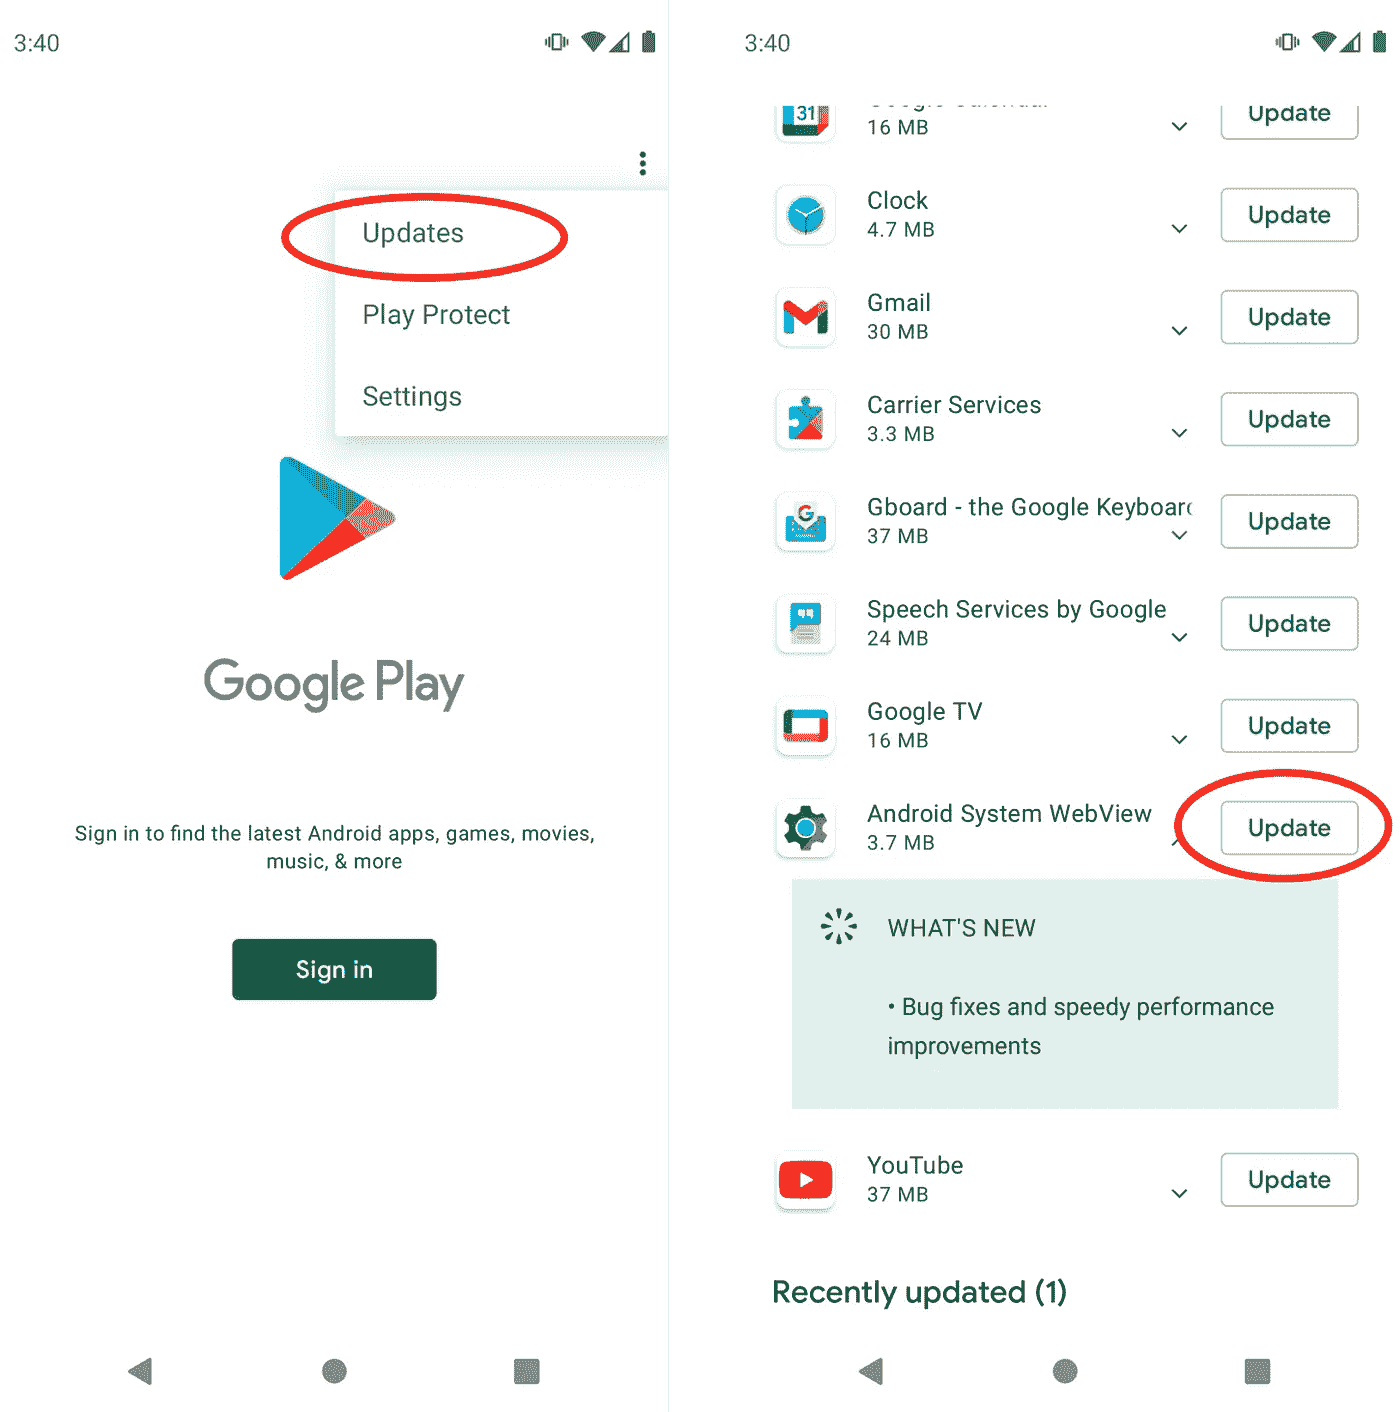 3:40
Updates
Play Protect
Settings
Google Play
Sign in to find the latest Android apps, games, movies,
music, & more
Sign in
3:40
31
16 MB
Update
Clock
4.7 MB
Update
Gmail
30 MB
Update
Carrier Services
3.3 MB
Update
Gboard - the Google Keyboard
37 MB
Update
Speech Services by Google
24 MB
Update
Google TV
16 MB
Update
Android System WebView
3.7 MB
Update
WHAT'S NEW
• Bug fixes and speedy performance
improvements
YouTube
37 MB
Update
Recently updated (1)